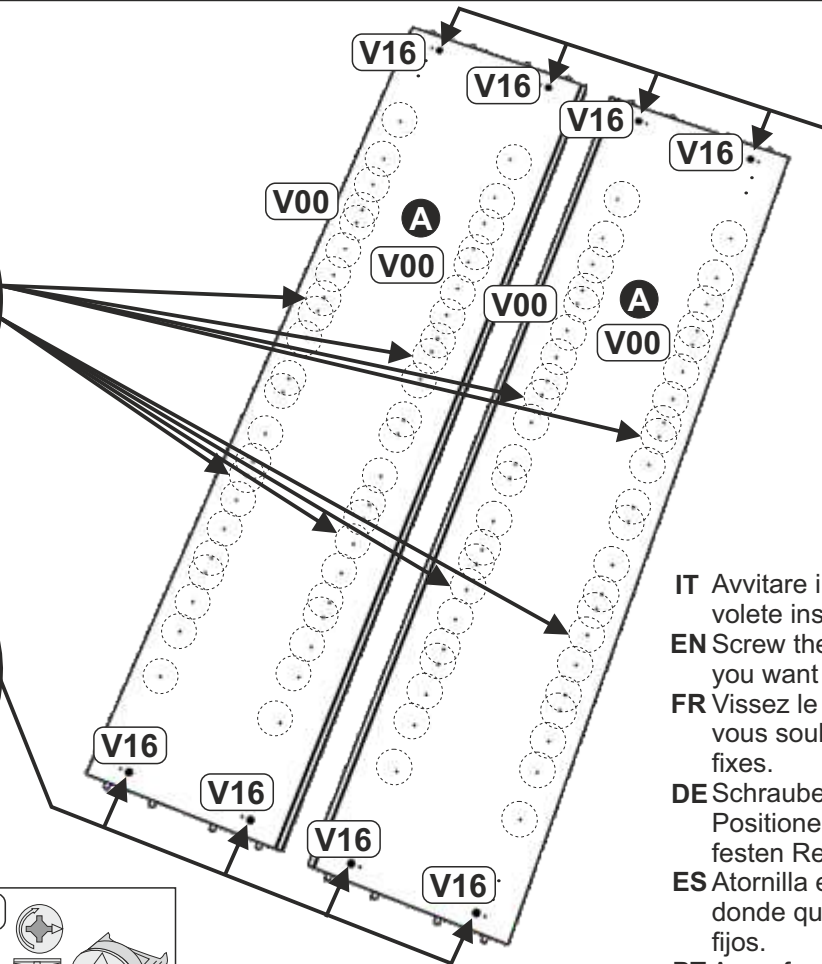 V16
V16
V16
V16
V00
A
V00
V00
A
V00
IT Avvitare i
volete ins
EN Screw the
you want
FR Vissez le
vous soul
fixes.
DE Schraube
Positione
festen Re
ES Atornilla e
donde qu
fijos.
V16
V16
V16
V16